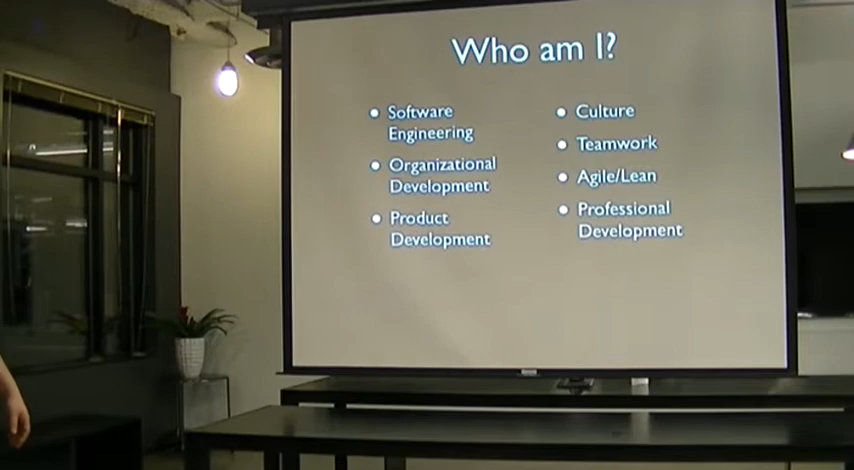 Who am I?
Software
Engineering
Organizational
Development
Product
Development
Culture
Teamwork
Agile/Lean
Professional
Development